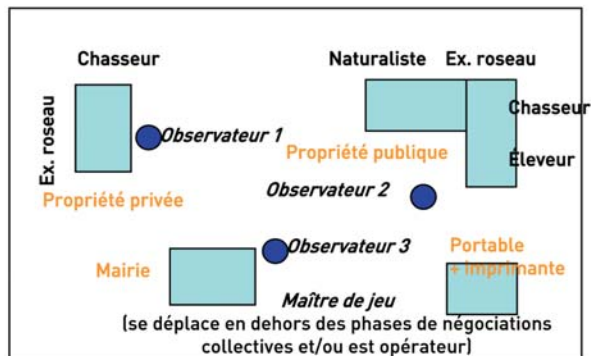 Chasseur
Naturaliste
Ex. roseau
Ex. roseau
Chasseur
Observateur 1
Propriété publique
Éleveur
Propriété privée
Observateur 2
Observateur 3
Mairie
Portable
+ imprimante
Maître de jeu
(se déplace en dehors des phases de négociations
collectives et/ou est opérateur)